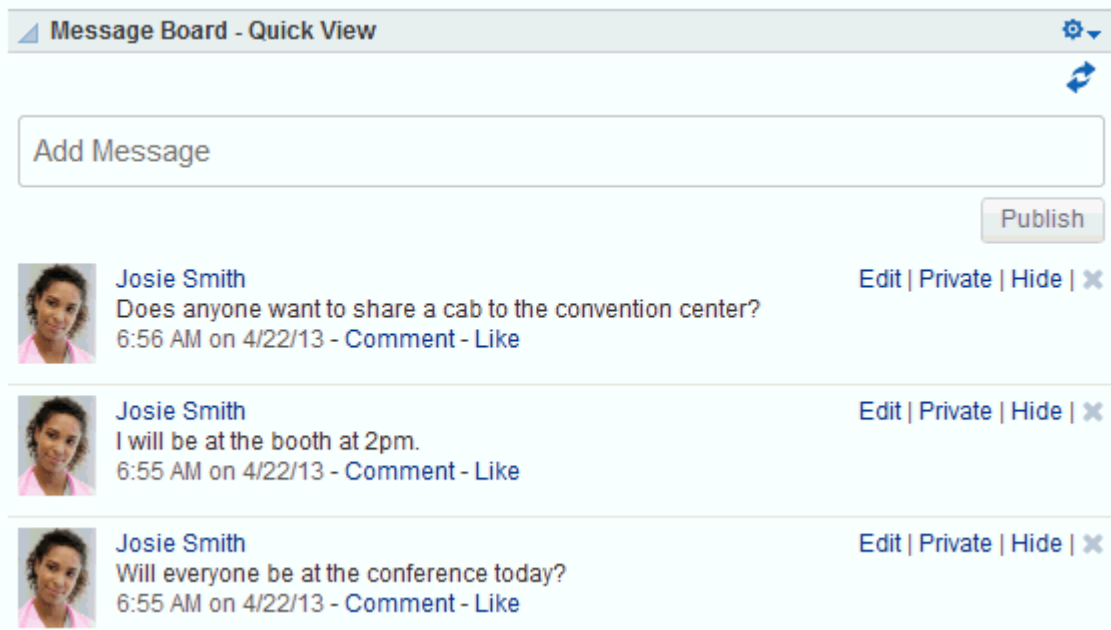 Message Board - Quick View
Add Message
Publish
Josie Smith Edit | Private | Hide |
Does anyone want to share a cab to the convention center?
6:56 AM on 4/22/13 - Comment - Like
Josie Smith Edit | Private | Hide |
I will be at the booth at 2pm.
6:55 AM on 4/22/13 - Comment - Like
Josie Smith Edit | Private | Hide |
Will everyone be at the conference today?
6:55 AM on 4/22/13 - Comment - Like